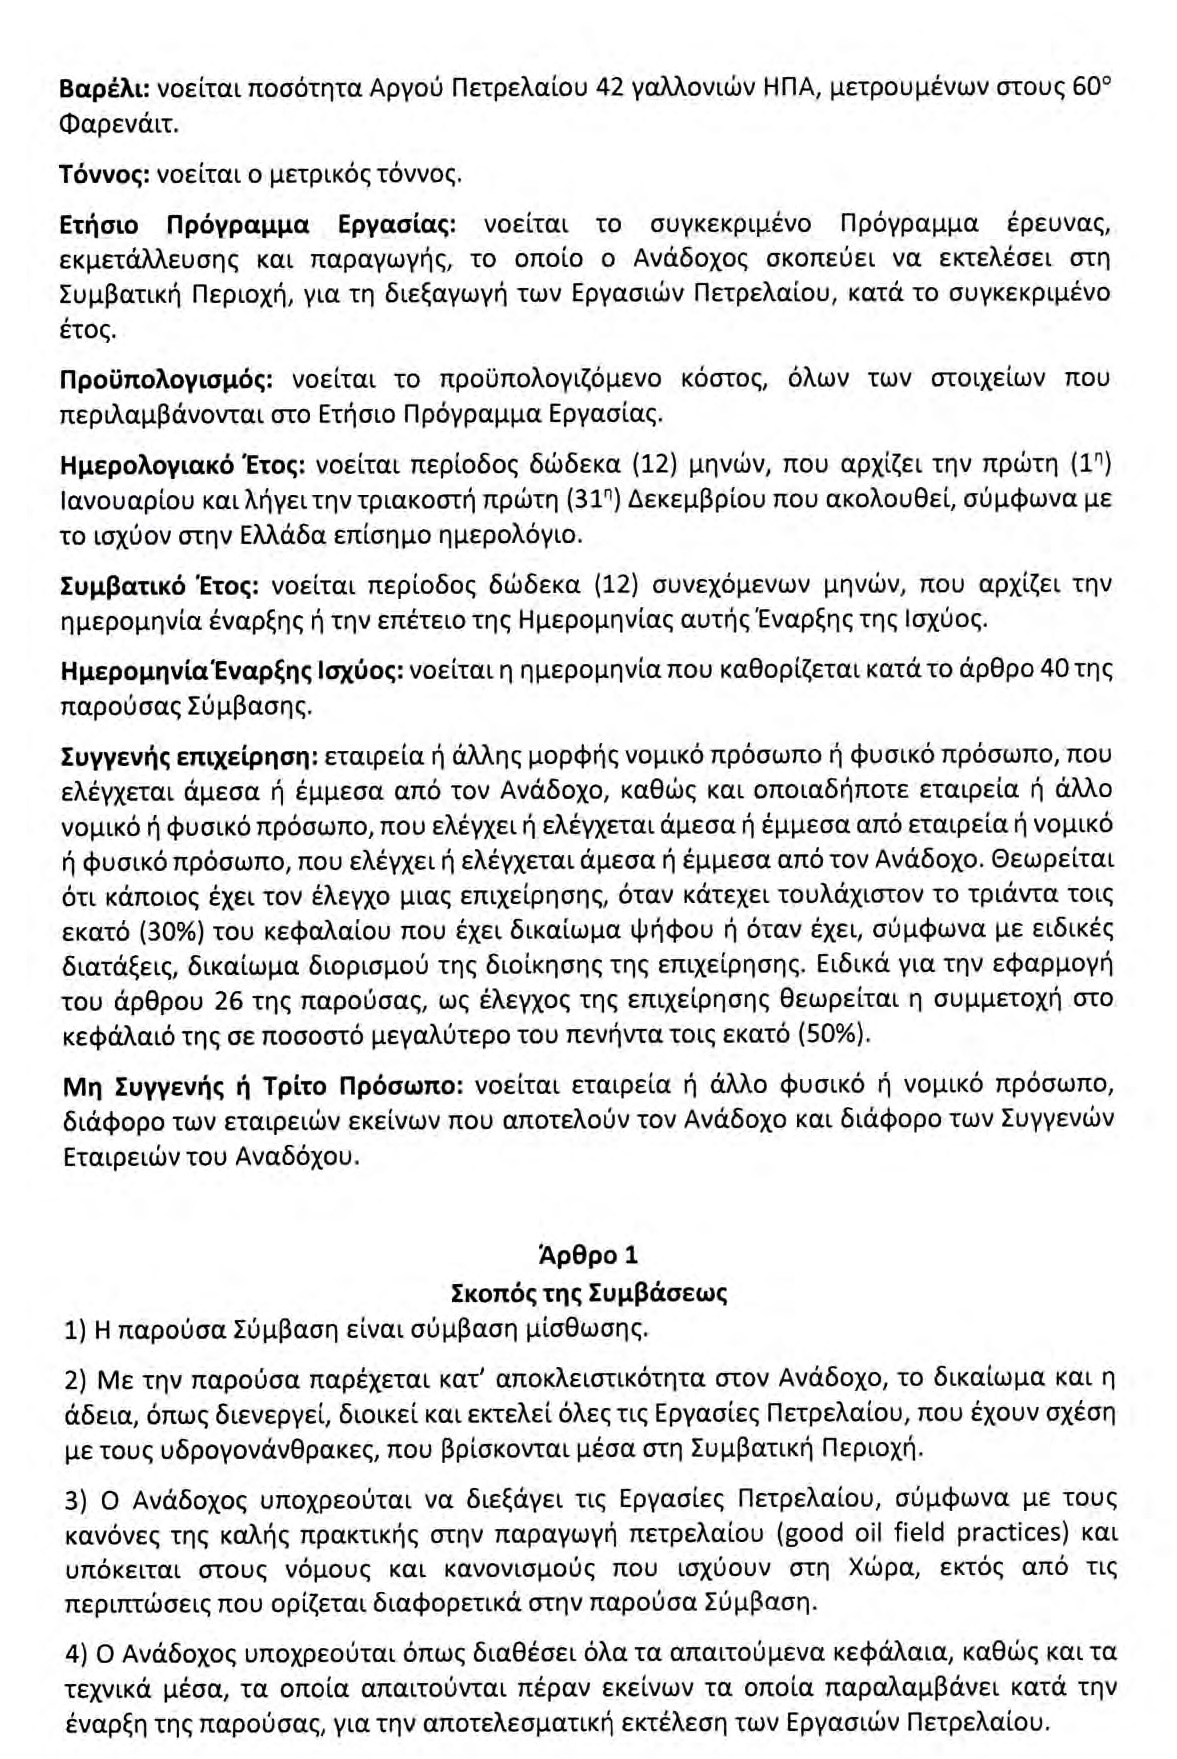 Βαρέλι: νοείται ποσότητα Αργού Πετρελαίου 42 γαλλονιών ΗΠΑ, μετρουμένων στους 60°
Φαρενάιτ.
Τόννος: νοείται ο μετρικός τόννος.
Ετήσιο Πρόγραμμα Εργασίας: νοείται το συγκεκριμένο Πρόγραμμα έρευνας,
εκμετάλλευσης και παραγωγής, το οποίο ο Ανάδοχος σκοπεύει να εκτελέσει στη
Συμβατική Περιοχή, για τη διεξαγωγή των Εργασιών Πετρελαίου, κατά το συγκεκριμένο
έτος.
Προϋπολογισμός: νοείται το προϋπολογιζόμενο κόστος, όλων των στοιχείων που
περιλαμβάνονται στο Ετήσιο Πρόγραμμα Εργασίας.
Ημερολογιακό Έτος: νοείται περίοδος δώδεκα (12) μηνών, που αρχίζει την πρώτη (1η)
Ιανουαρίου και λήγει την τριακοστή πρώτη (31η) Δεκεμβρίου που ακολουθεί, σύμφωνα με
το ισχύον στην Ελλάδα επίσημο ημερολόγιο.
Συμβατικό Έτος: νοείται περίοδος δώδεκα (12) συνεχόμενων μηνών, που αρχίζει την
ημερομηνία έναρξης ή την επέτειο της Ημερομηνίας αυτής Έναρξης της Ισχύος.
Ημερομηνία Έναρξης Ισχύος: νοείται η ημερομηνία που καθορίζεται κατά το άρθρο 40 της
παρούσας Σύμβασης.
Συγγενής επιχείρηση: εταιρεία ή άλλης μορφής νομικό πρόσωπο ή φυσικό πρόσωπο, που
ελέγχεται άμεσα ή έμμεσα από τον Ανάδοχο, καθώς και οποιαδήποτε εταιρεία ή άλλο
νομικό ή φυσικό πρόσωπο, που ελέγχει ή ελέγχεται άμεσα ή έμμεσα από εταιρεία ή νομικό
ή φυσικό πρόσωπο, που ελέγχει ή ελέγχεται άμεσα ή έμμεσα από τον Ανάδοχο. Θεωρείται
ότι κάποιος έχει τον έλεγχο μιας επιχείρησης, όταν κάτεχει τουλάχιστον το τριάντα τοις
εκατό (30%) του κεφαλαίου που έχει δικαίωμα ψήφου ή όταν έχει, σύμφωνα με ειδικές
διατάξεις, δικαίωμα διορισμού της διοίκησης της επιχείρησης. Ειδικά για την εφαρμογή
του άρθρου 26 της παρούσας, ως έλεγχος της επιχείρησης θεωρείται η συμμετοχή στο
κεφάλαιό της σε ποσοστό μεγαλύτερο του πενήντα τοις εκατό (50%).
Μη Συγγενής ή Τρίτο Πρόσωπο: νοείται εταιρεία ή άλλο φυσικό ή νομικό πρόσωπο,
διάφορο των εταιρειών εκείνων που αποτελούν τον Ανάδοχο και διάφορο των Συγγενών
Εταιρειών του Αναδόχου.
Άρθρο 1
Σκοπός της Συμβάσεως
1) Η παρούσα Σύμβαση είναι σύμβαση μίσθωσης.
2) Με την παρούσα παρέχεται κατ' αποκλειστικότητα στον Ανάδοχο, το δικαίωμα και η
άδεια, όπως διενεργεί, διοικεί και εκτελεί όλες τις Εργασίες Πετρελαίου, που έχουν σχέση
με τους υδρογονάνθρακες, που βρίσκονται μέσα στη Συμβατική Περιοχή.
3) Ο Ανάδοχος υποχρεούται να διεξάγει τις Εργασίες Πετρελαίου, σύμφωνα με τους
κανόνες της καλής πρακτικής στην παραγωγή πετρελαίου (good oil field practices) και
υπόκειται στους νόμους και κανονισμούς που ισχύουν στη Χώρα, εκτός από τις
περιπτώσεις που ορίζεται διαφορετικά στην παρούσα Σύμβαση.
4) Ο Ανάδοχος υποχρεούται όπως διαθέσει όλα τα απαιτούμενα κεφάλαια, καθώς και τα
τεχνικά μέσα, τα οποία απαιτούνται πέραν εκείνων τα οποία παραλαμβάνει κατά την
έναρξη της παρούσας, για την αποτελεσματική εκτέλεση των Εργασιών Πετρελαίου.